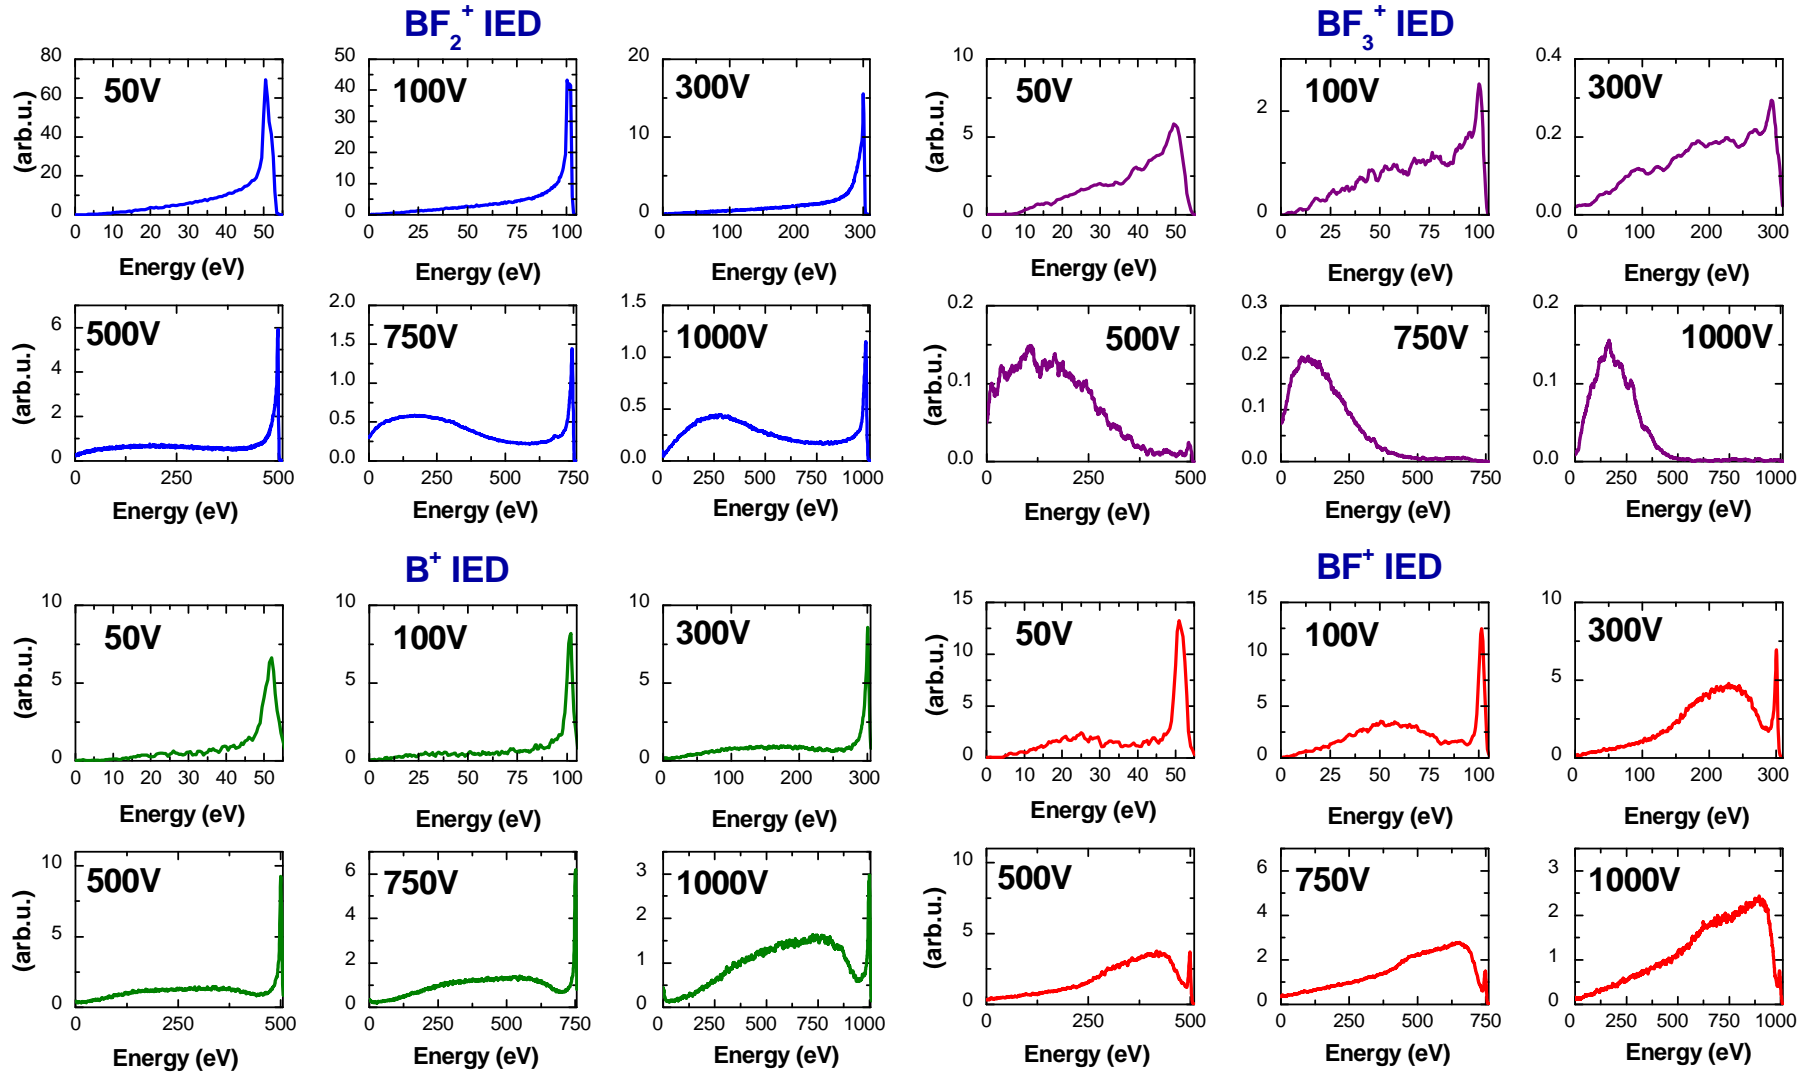 BF2+ IED
BF3+ IED
50V
100V
300V
50V
100V
300V
80
60
40
20
0
50
40
30
20
10
0
20
10
0
10
5
0
2
1
0
0.4
0.2
0.0
(arb.u.)
(arb.u.)
0 10 20 30 40 50
0 25 50 75 100
0 100 200 300
0 10 20 30 40 50
0 25 50 75 100
0 100 200 300
Energy (eV)
Energy (eV)
Energy (eV)
Energy (eV)
Energy (eV)
Energy (eV)
500V
750V
1000V
500V
750V
1000V
6
4
2
0
2.0
1.5
1.0
0.5
0.0
1.5
1.0
0.5
0.0
0.2
0.1
0.0
0.3
0.2
0.1
0.0
0.2
0.1
0.0
(arb.u.)
(arb.u.)
0 250 500
0 250 500 750
0 250 500 750 1000
0 250 500
0 250 500 750
0 250 500 750 1000
Energy (eV)
Energy (eV)
Energy (eV)
Energy (eV)
Energy (eV)
Energy (eV)
B+ IED
BF+ IED
50V
100V
300V
50V
100V
300V
10
5
0
10
5
0
10
5
0
15
10
5
0
15
10
5
0
10
5
0
(arb.u.)
(arb.u.)
0 10 20 30 40 50
0 25 50 75 100
0 100 200 300
0 10 20 30 40 50
0 25 50 75 100
0 100 200 300
Energy (eV)
Energy (eV)
Energy (eV)
Energy (eV)
Energy (eV)
Energy (eV)
500V
750V
1000V
500V
750V
1000V
10
5
0
6
4
2
0
3
2
1
0
10
5
0
6
4
2
0
3
2
1
0
(arb.u.)
(arb.u.)
0 250 500
0 250 500 750
0 250 500 750 1000
0 250 500
0 250 500 750
0 250 500 750 1000
Energy (eV)
Energy (eV)
Energy (eV)
Energy (eV)
Energy (eV)
Energy (eV)